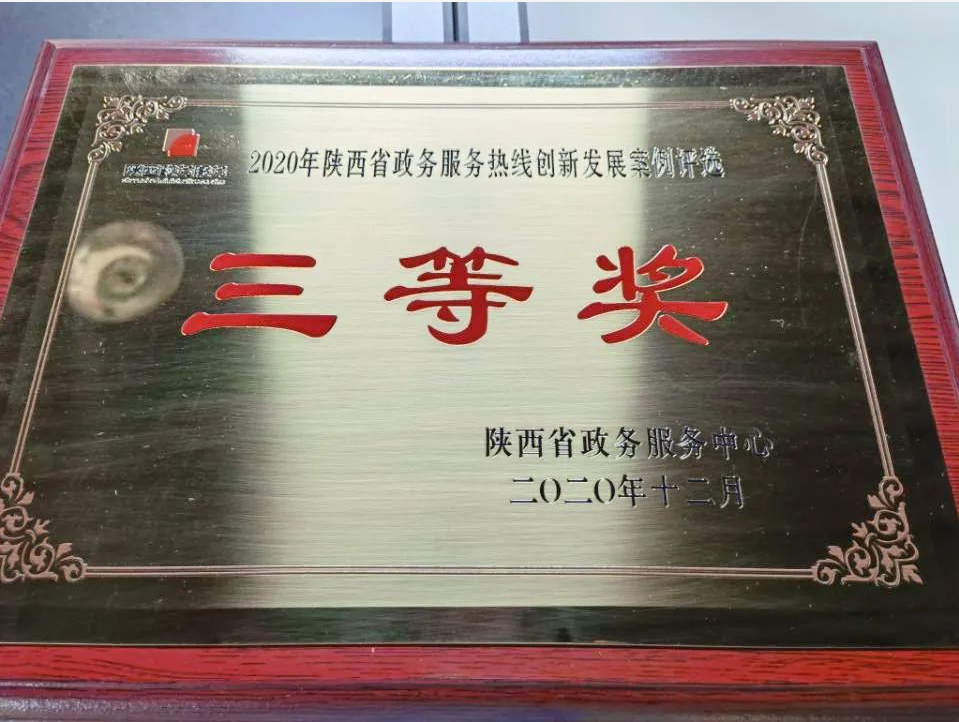 2020年陕西省政务服务热线创新发展案例评选
三等奖
陕西省政务服务中心
二〇二〇年十二月